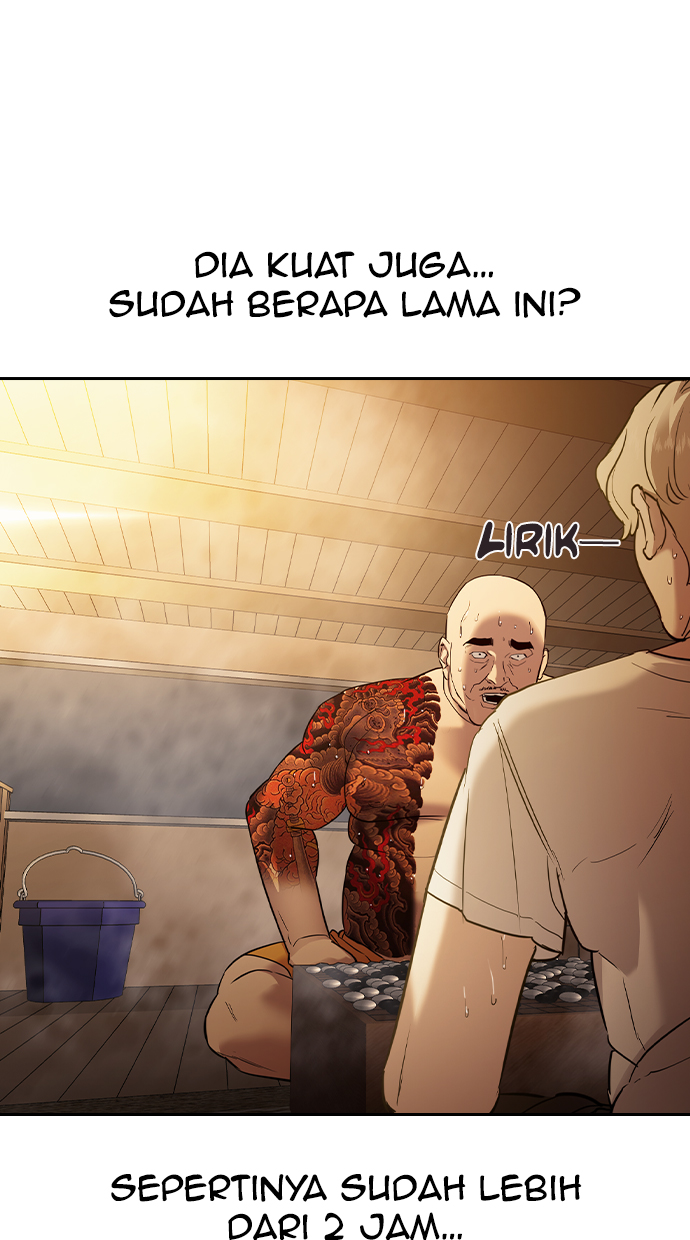 DIA KUAT JUGA...
SUDAH BERAPA LAMA INI?
LIRIK—
SEPERTINYA SUDAH LEBIH
DARI 2 JAM...